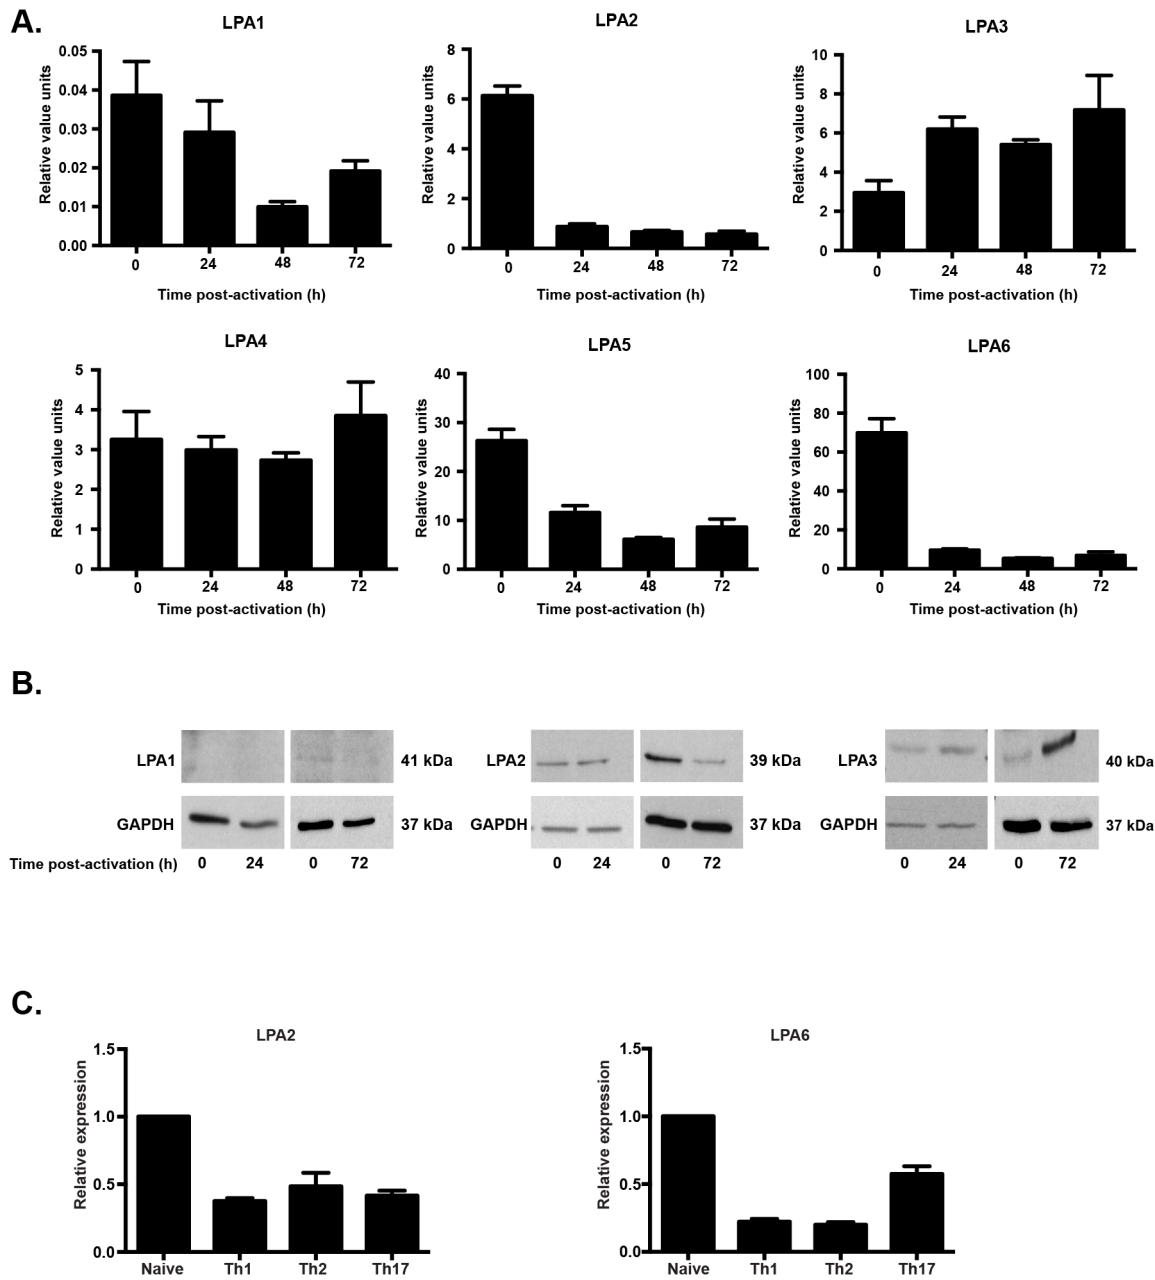 A.
LPA1
Relative value units
0.05
0.04
0.03
0.02
0.01
0.00
0 24 48 72
Time post-activation (h)
LPA2
Relative value units
8
6
4
2
0
0 24 48 72
Time post-activation (h)
LPA3
Relative value units
10
8
6
4
2
0
0 24 48 72
Time post-activation (h)
LPA4
Relative value units
5
4
3
2
1
0
0 24 48 72
Time post-activation (h)
LPA5
Relative value units
40
30
20
10
0
0 24 48 72
Time post-activation (h)
LPA6
Relative value units
100
80
60
40
20
0
0 24 48 72
Time post-activation (h)
B.
LPA1 41 kDa LPA2 39 kDa LPA3 40 kDa
GAPDH 37 kDa GAPDH 37 kDa GAPDH 37 kDa
Time post-activation (h) 0 24 0 72 0 24 0 72 0 24 0 72
C.
LPA2
Relative expression
1.5
1.0
0.5
0.0
Naive Th1 Th2 Th17
LPA6
Relative expression
1.5
1.0
0.5
0.0
Naive Th1 Th2 Th17